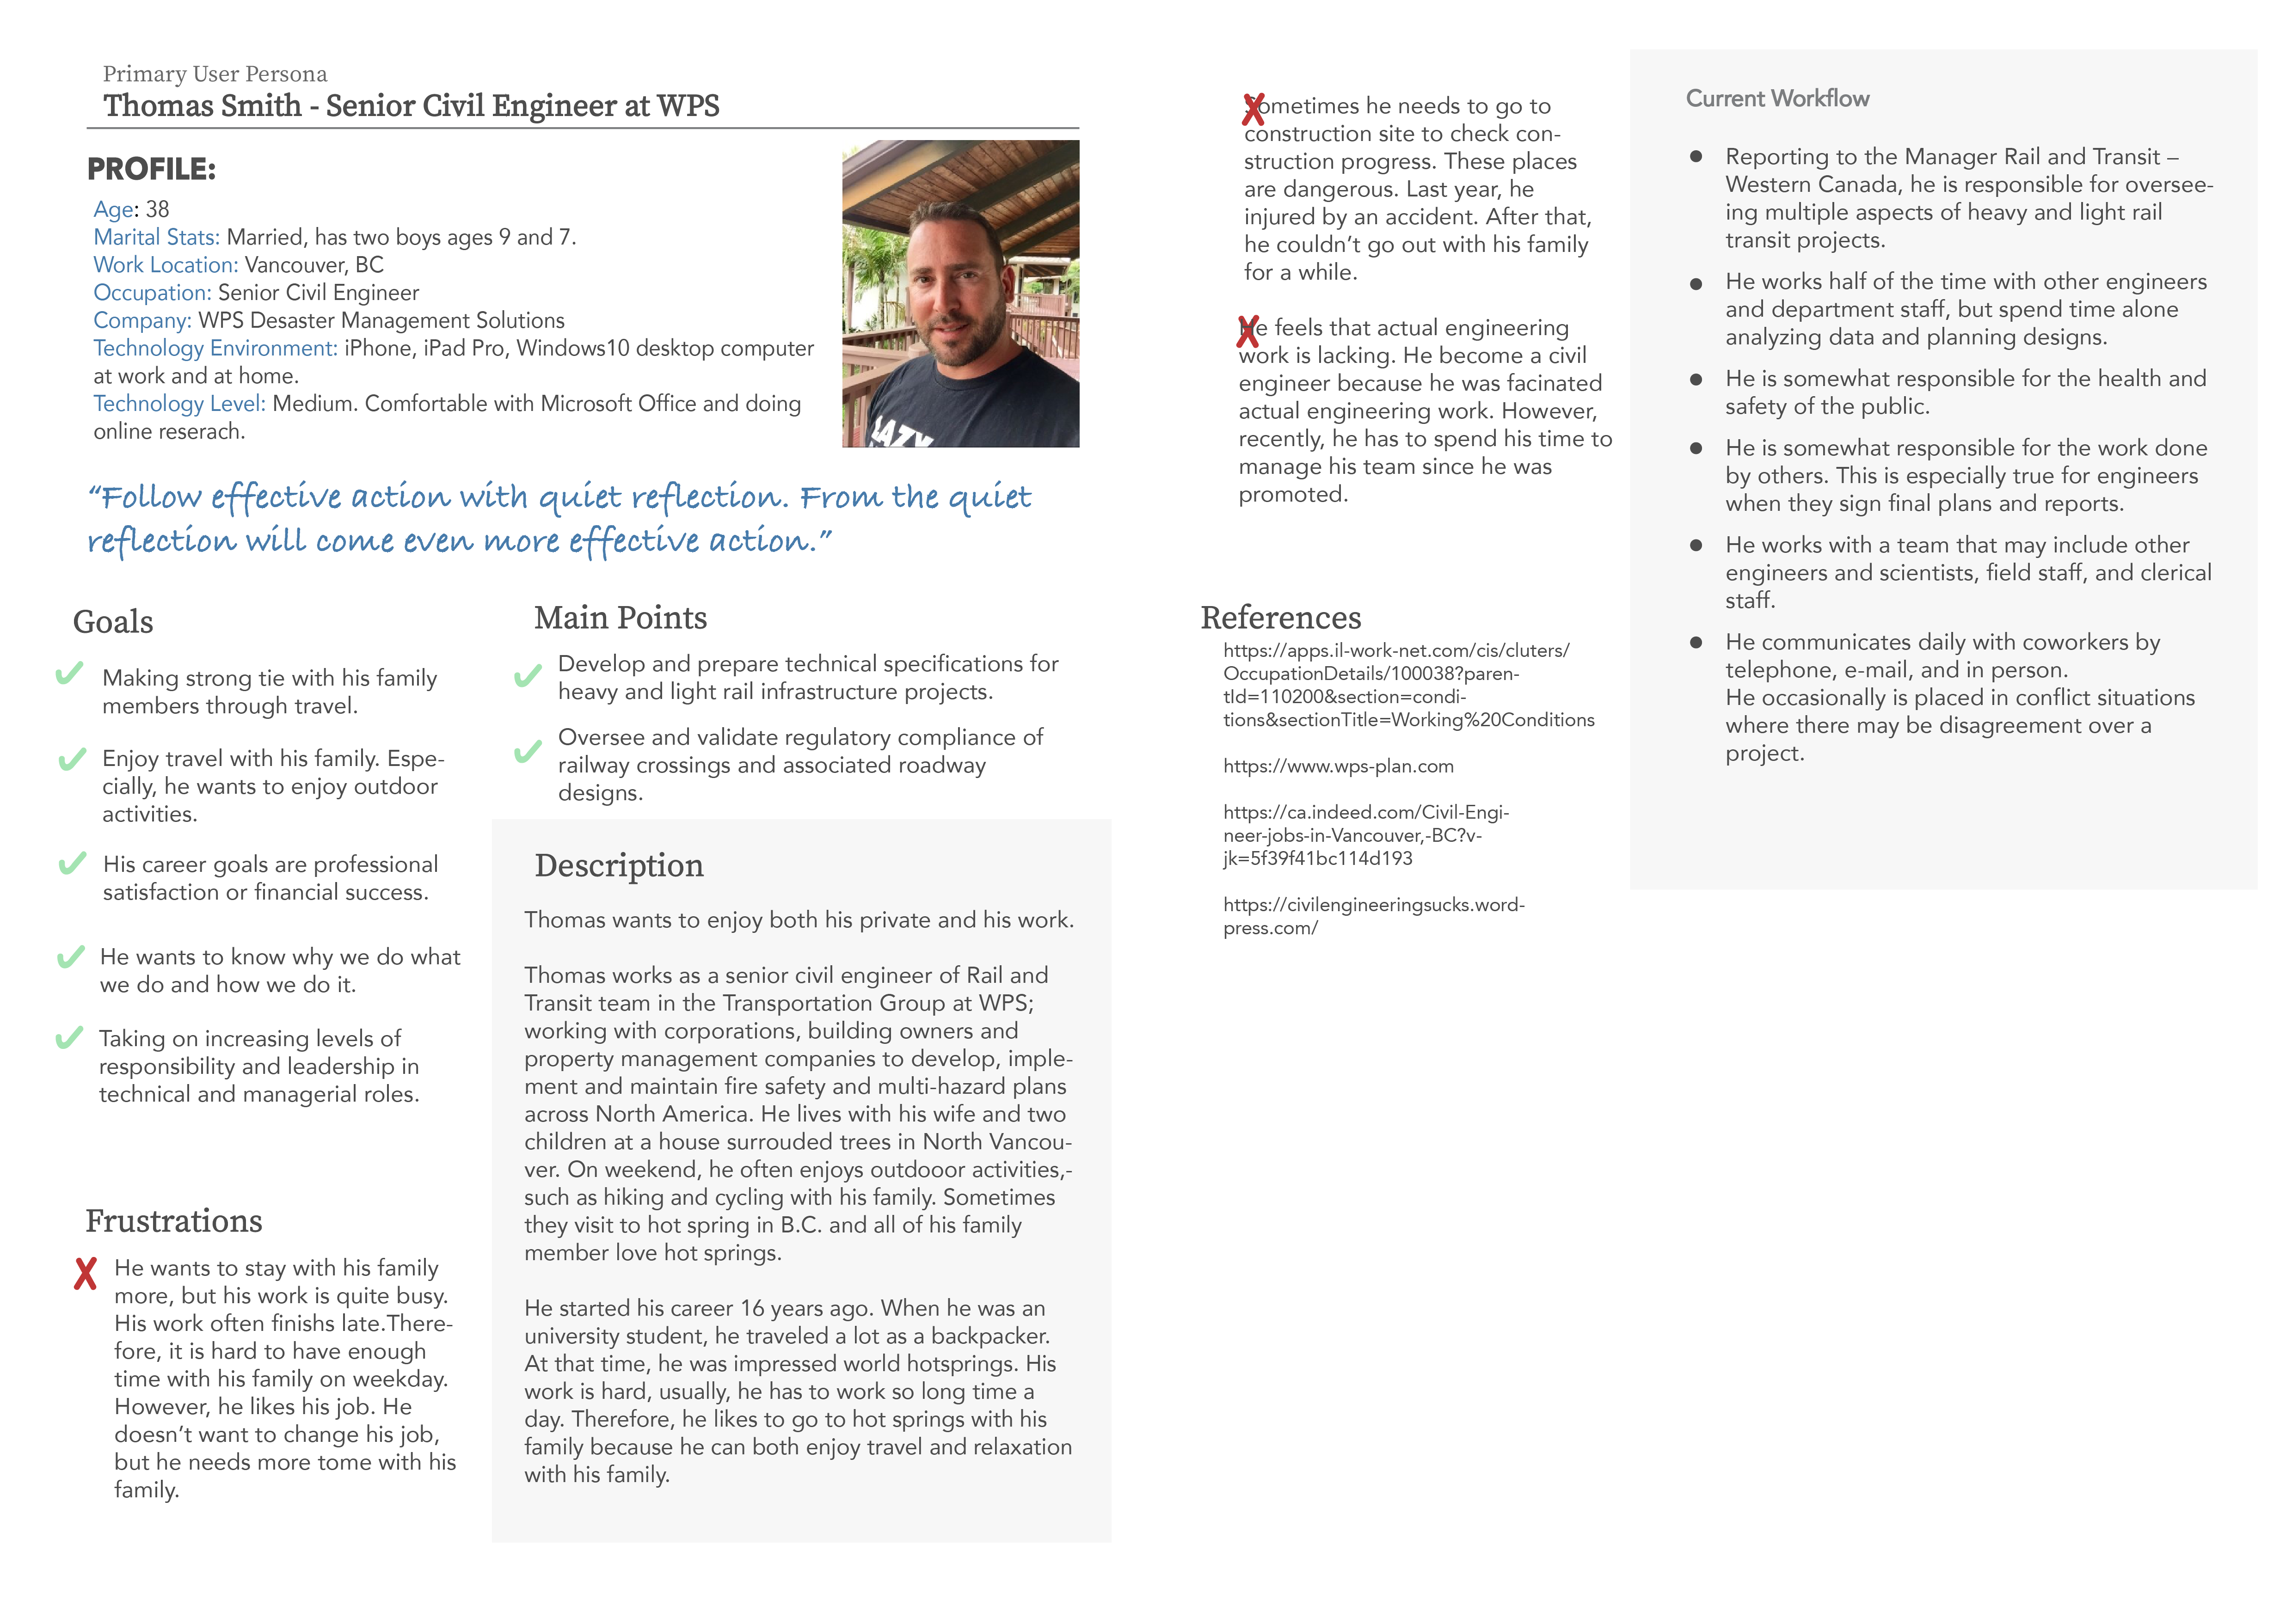 Primary User Persona
Thomas Smith - Senior Civil Engineer at WPS
PROFILE:
Age: 38
Marital Stats: Married, has two boys ages 9 and 7.
Work Location: Vancouver, BC
Occupation: Senior Civil Engineer
Company: WPS Desaster Management Solutions
Technology Environment: iPhone, iPad Pro, Windows10 desktop computer
at work and at home.
Technology Level: Medium. Comfortable with Microsoft Office and doing
online reserach.
LAZY
“Follow effective action with quiet reflection. From the quiet
reflection will come even more effective action.”
Goals
Making strong tie with his family
members through travel.
Enjoy travel with his family. Espe-
cially, he wants to enjoy outdoor
activities.
His career goals are professional
satisfaction or financial success.
He wants to know why we do what
we do and how we do it.
Taking on increasing levels of
responsibility and leadership in
technical and managerial roles.
Frustrations
He wants to stay with his family
more, but his work is quite busy.
His work often finishs late.There-
fore, it is hard to have enough
time with his family on weekday.
However, he likes his job. He
doesn’t want to change his job,
but he needs more tome with his
family.
Main Points
Develop and prepare technical specifications for
heavy and light rail infrastructure projects.
Oversee and validate regulatory compliance of
railway crossings and associated roadway
designs.
Description
Thomas wants to enjoy both his private and his work.
Thomas works as a senior civil engineer of Rail and
Transit team in the Transportation Group at WPS;
working with corporations, building owners and
property management companies to develop, imple-
ment and maintain fire safety and multi-hazard plans
across North America. He lives with his wife and two
children at a house surrouded trees in North Vancou-
ver. On weekend, he often enjoys outdooor activities,-
such as hiking and cycling with his family. Sometimes
they visit to hot spring in B.C. and all of his family
member love hot springs.
He started his career 16 years ago. When he was an
university student, he traveled a lot as a backpacker.
At that time, he was impressed world hotsprings. His
work is hard, usually, he has to work so long time a
day. Therefore, he likes to go to hot springs with his
family because he can both enjoy travel and relaxation
with his family.
Sometimes he needs to go to
construction site to check con-
struction progress. These places
are dangerous. Last year, he
injured by an accident. After that,
he couldn’t go out with his family
for a while.
He feels that actual engineering
work is lacking. He become a civil
engineer because he was facinated
actual engineering work. However,
recently, he has to spend his time to
manage his team since he was
promoted.
References
https://apps.il-work-net.com/cis/cluters/
OccupationDetails/100038?paren-
tId=110200&section=condi-
tions&sectionTitle=Working%20Conditions
https://www.wps-plan.com
https://ca.indeed.com/Civil-Engi-
neer-jobs-in-Vancouver,-BC?v-
jk=5f39f41bc114d193
https://civilengineeringsucks.word-
press.com/
Current Workflow
Reporting to the Manager Rail and Transit –
Western Canada, he is responsible for oversee-
ing multiple aspects of heavy and light rail
transit projects.
He works half of the time with other engineers
and department staff, but spend time alone
analyzing data and planning designs.
He is somewhat responsible for the health and
safety of the public.
He is somewhat responsible for the work done
by others. This is especially true for engineers
when they sign final plans and reports.
He works with a team that may include other
engineers and scientists, field staff, and clerical
staff.
He communicates daily with coworkers by
telephone, e-mail, and in person.
He occasionally is placed in conflict situations
where there may be disagreement over a
project.